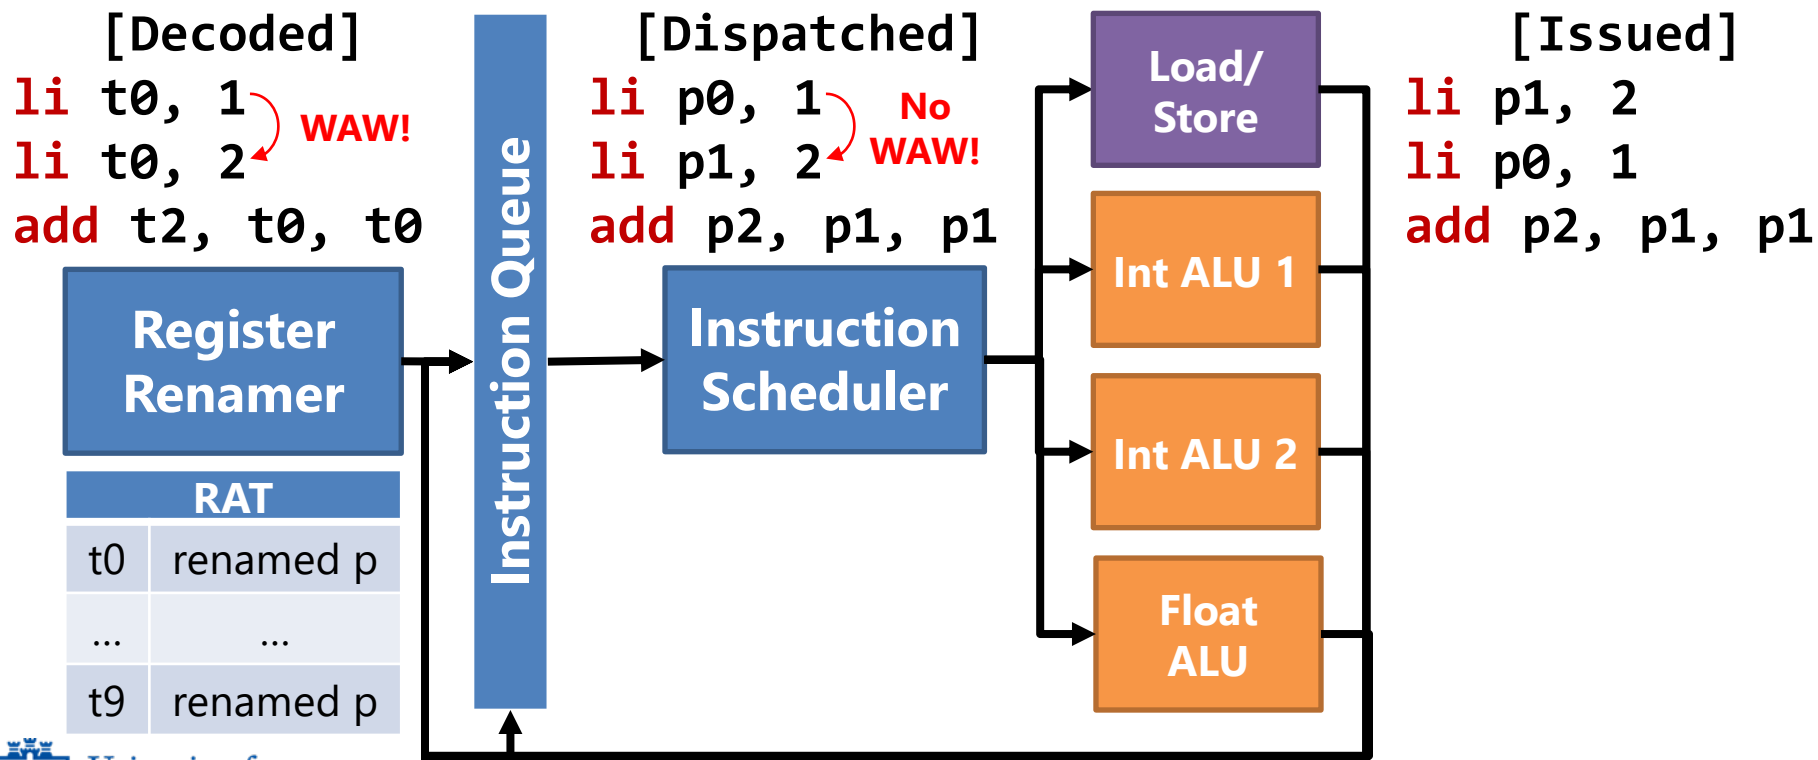 [Decoded]
li t0, 1
li t0, 2
add t2, t0, t0
WAW!
Register
Renamer
RAT
t0 renamed p
... ...
t9 renamed p
Instruction Queue
[Dispatched]
li p0, 1
li p1, 2
add p2, p1, p1
No
WAW!
Instruction
Scheduler
Load/
Store
Int ALU 1
Int ALU 2
Float
ALU
[Issued]
li p1, 2
li p0, 1
add p2, p1, p1